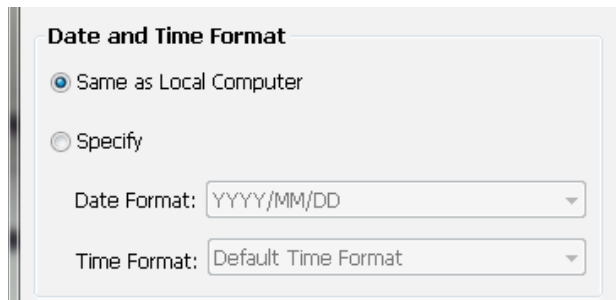 Date and Time Format
Same as Local Computer
Specify
Date Format: YYYY/MM/DD
Time Format: Default Time Format